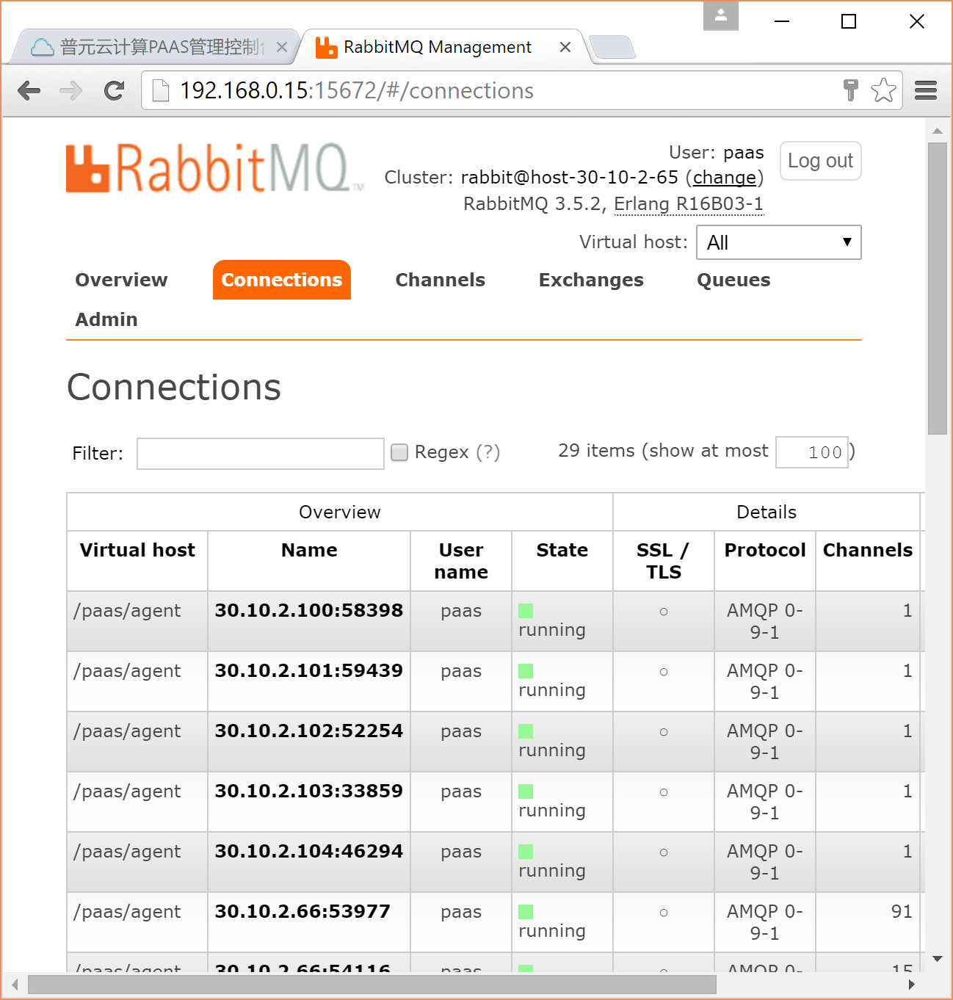 普元云计算PAAS管理控制
RabbitMQ Management
192.168.0.15:15672/#/connections
RabbitMQ™
User: paas
Log out
Cluster: rabbit@host-30-10-2-65 (change)
RabbitMQ 3.5.2, Erlang R16B03-1
Virtual host: All
Overview Connections Channels Exchanges Queues
Admin
Connections
Filter: Regex (?) 29 items (show at most 100)
Overview Details
Virtual host Name User name State SSL / TLS Protocol Channels
/paas/agent 30.10.2.100:58398 paas running ○ AMQP 0-9-1 1
/paas/agent 30.10.2.101:59439 paas running ○ AMQP 0-9-1 1
/paas/agent 30.10.2.102:52254 paas running ○ AMQP 0-9-1 1
/paas/agent 30.10.2.103:33859 paas running ○ AMQP 0-9-1 1
/paas/agent 30.10.2.104:46294 paas running ○ AMQP 0-9-1 1
/paas/agent 30.10.2.66:53977 paas running ○ AMQP 0-9-1 91
/paas/agent 30.10.2.66:54116 paas AMQP 0- 15